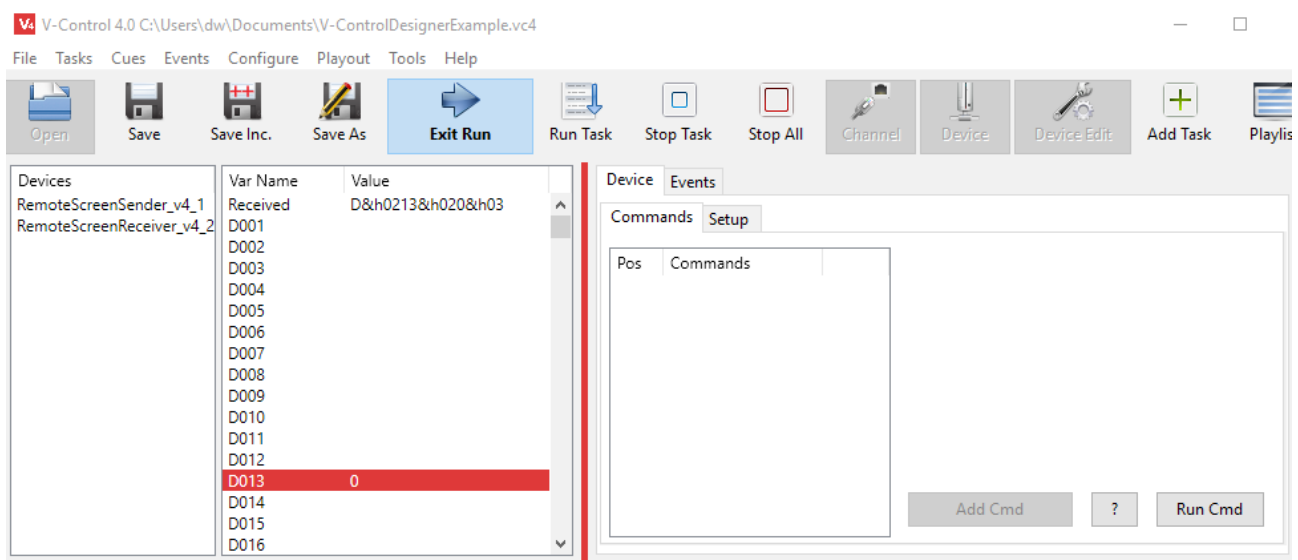 V4 V-Control 4.0 C:\Users\dw\Documents\V-ControlDesignerExample.vc4
File Tasks Cues Events Configure Playout Tools Help
Open Save Save Inc. Save As Exit Run Run Task Stop Task Stop All Channel Device Device Edit Add Task Playlis
Devices
RemoteScreenSender_v4_1
RemoteScreenReceiver_v4_2
Var Name Value
Received D&h0213&h020&h03
D001
D002
D003
D004
D005
D006
D007
D008
D009
D010
D011
D012
D013 0
D014
D015
D016
Device Events
Commands Setup
Pos Commands
Add Cmd ? Run Cmd